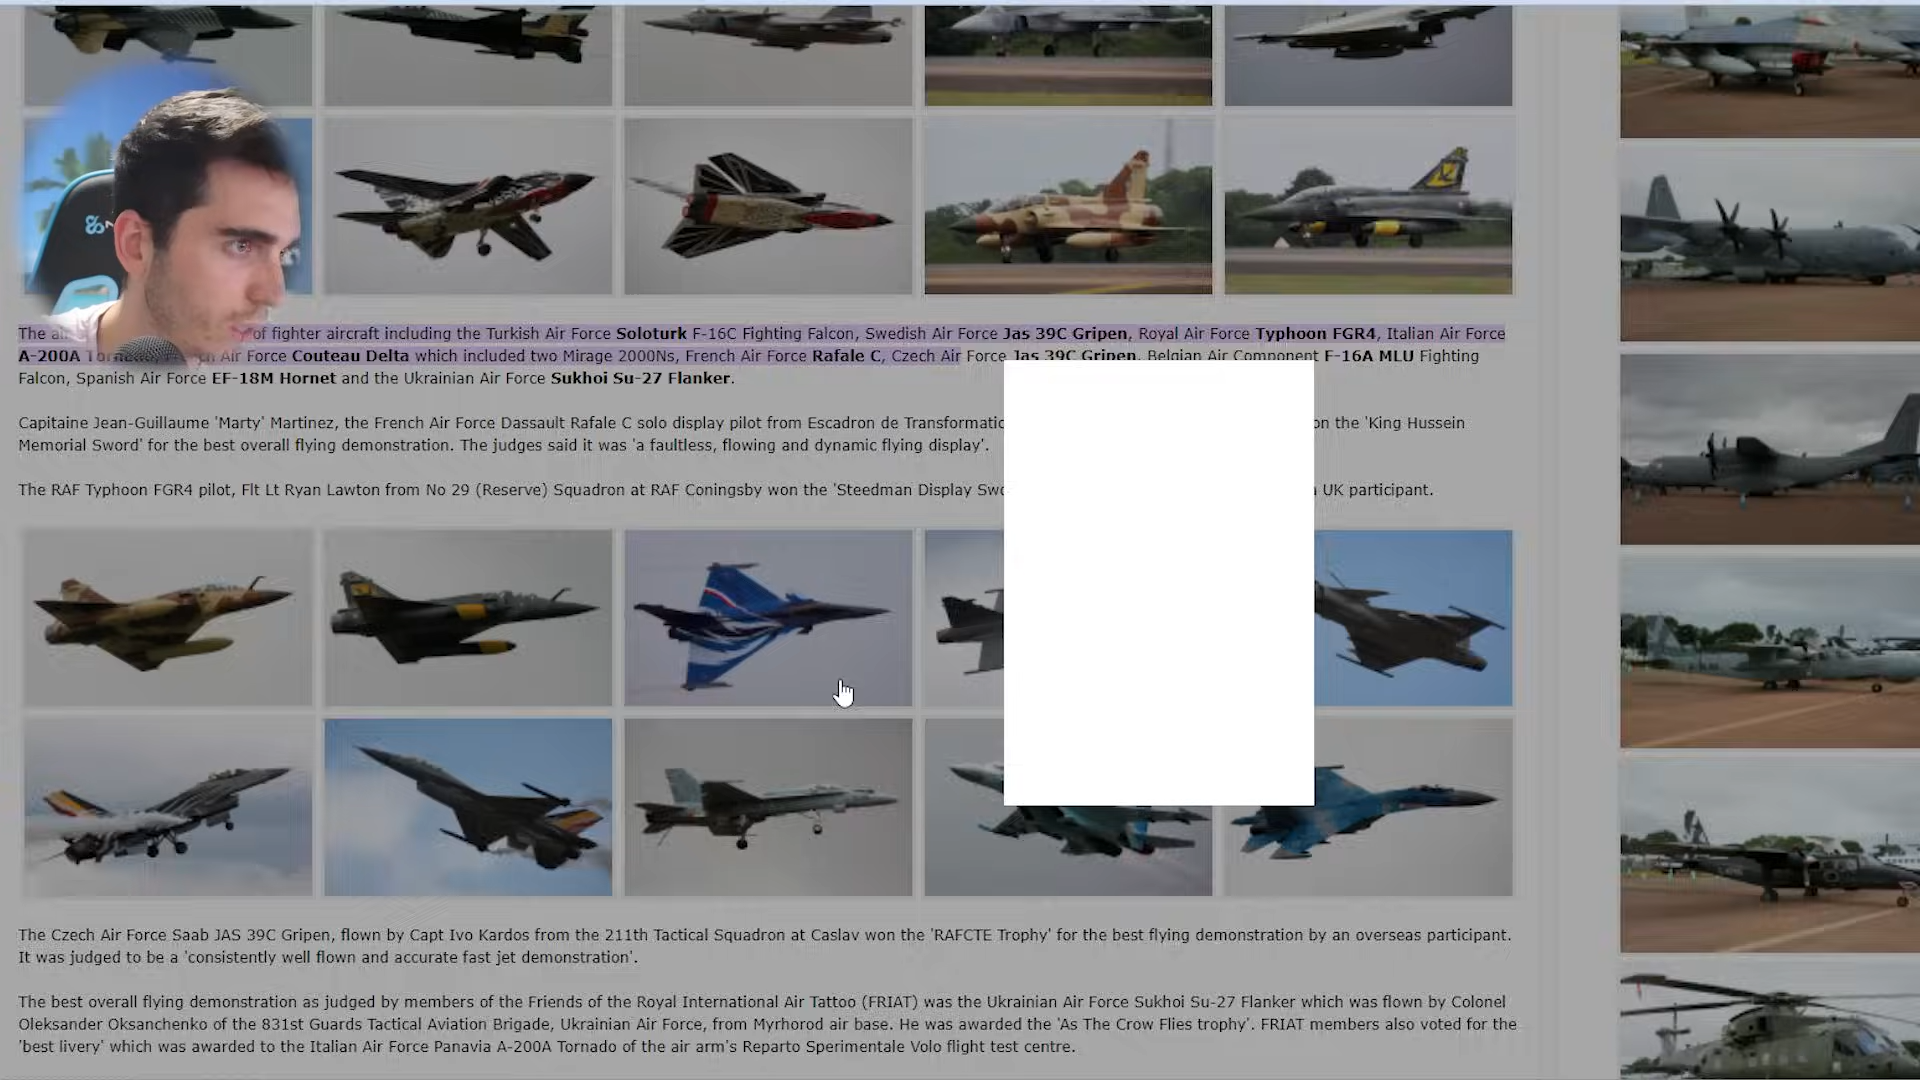 The a of fighter aircraft including the Turkish Air Force Soloturk F-16C Fighting Falcon, Swedish Air Force Jas 39C Gripen, Royal Air Force Typhoon FGR4, Italian Air Force
A-200A Air Force Couteau Delta which included two Mirage 2000Ns, French Air Force Rafale C, Czech Air Force Jas 39C Gripen, Belgian Air Component F-16A MLU Fighting
Falcon, Spanish Air Force EF-18M Hornet and the Ukrainian Air Force Sukhoi Su-27 Flanker.
Capitaine Jean-Guillaume 'Marty' Martinez, the French Air Force Dassault Rafale C solo display pilot from Escadron de Transformatio on the 'King Hussein
Memorial Sword' for the best overall flying demonstration. The judges said it was 'a faultless, flowing and dynamic flying display'.
The RAF Typhoon FGR4 pilot, Flt Lt Ryan Lawton from No 29 (Reserve) Squadron at RAF Coningsby won the 'Steedman Display Swo UK participant.
The Czech Air Force Saab JAS 39C Gripen, flown by Capt Ivo Kardos from the 211th Tactical Squadron at Caslav won the 'RAFCTE Trophy' for the best flying demonstration by an overseas participant.
It was judged to be a 'consistently well flown and accurate fast jet demonstration'.
The best overall flying demonstration as judged by members of the Friends of the Royal International Air Tattoo (FRIAT) was the Ukrainian Air Force Sukhoi Su-27 Flanker which was flown by Colonel
Oleksander Oksanchenko of the 831st Guards Tactical Aviation Brigade, Ukrainian Air Force, from Myrhorod air base. He was awarded the 'As The Crow Flies trophy'. FRIAT members also voted for the
'best livery' which was awarded to the Italian Air Force Panavia A-200A Tornado of the air arm's Reparto Sperimentale Volo flight test centre.